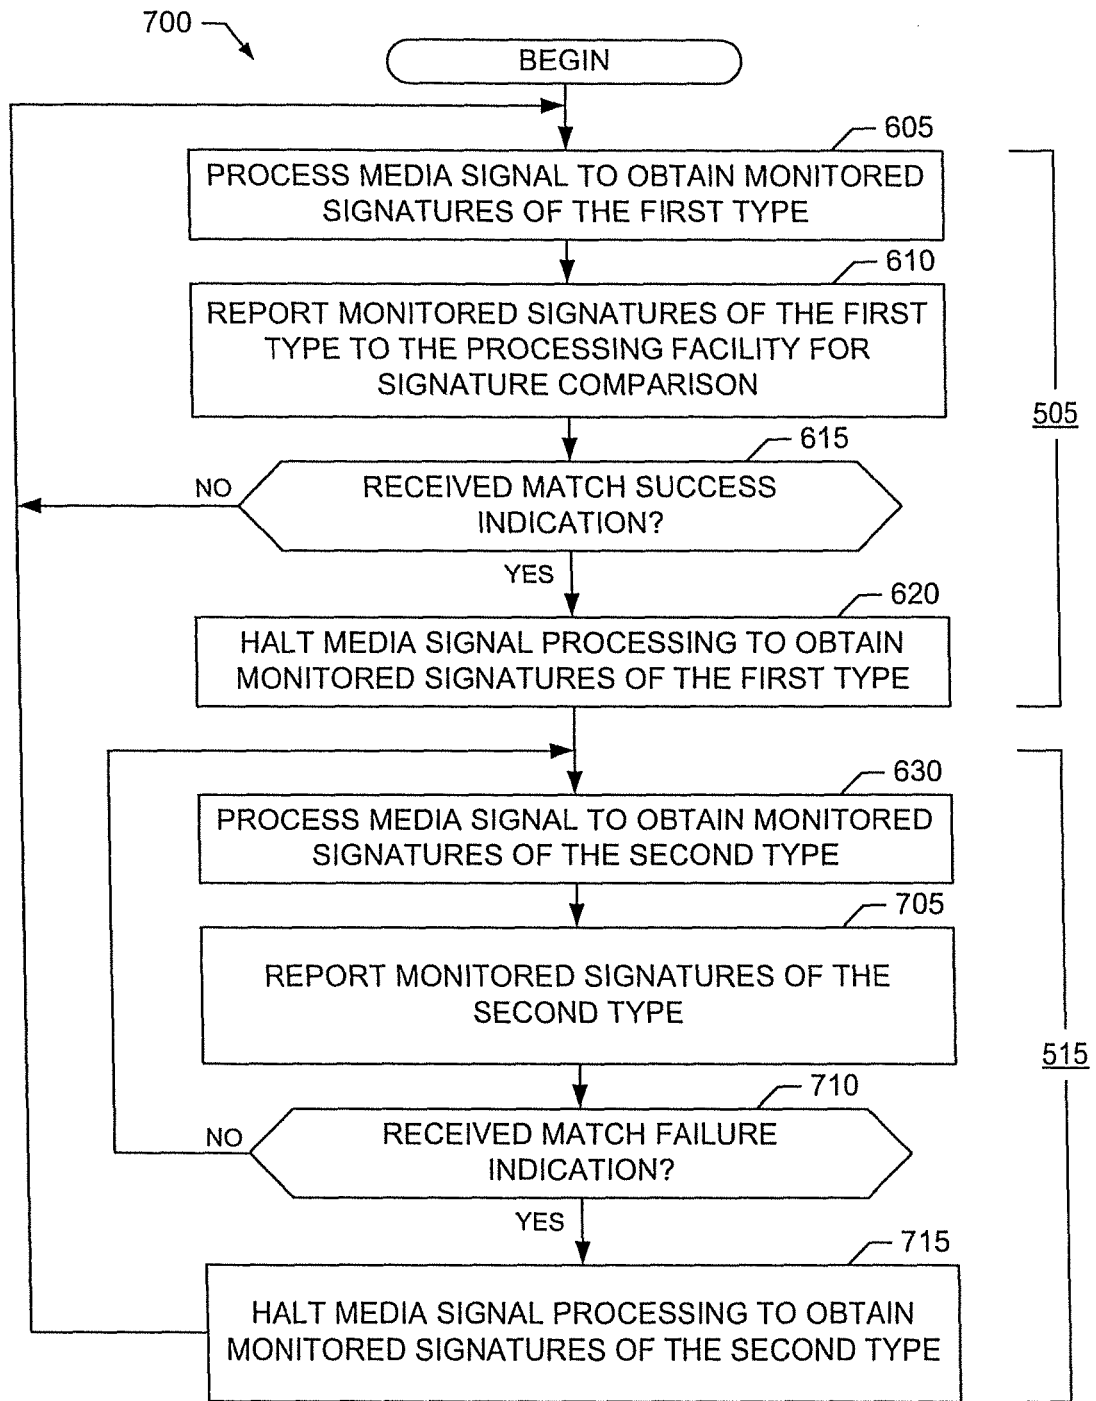 700
BEGIN
605
PROCESS MEDIA SIGNAL TO OBTAIN MONITORED
SIGNATURES OF THE FIRST TYPE
610
REPORT MONITORED SIGNATURES OF THE FIRST
TYPE TO THE PROCESSING FACILITY FOR
SIGNATURE COMPARISON
505
615
NO
RECEIVED MATCH SUCCESS
INDICATION?
YES
620
HALT MEDIA SIGNAL PROCESSING TO OBTAIN
MONITORED SIGNATURES OF THE FIRST TYPE
630
PROCESS MEDIA SIGNAL TO OBTAIN MONITORED
SIGNATURES OF THE SECOND TYPE
705
REPORT MONITORED SIGNATURES OF THE
SECOND TYPE
515
710
NO
RECEIVED MATCH FAILURE
INDICATION?
YES
715
HALT MEDIA SIGNAL PROCESSING TO OBTAIN
MONITORED SIGNATURES OF THE SECOND TYPE